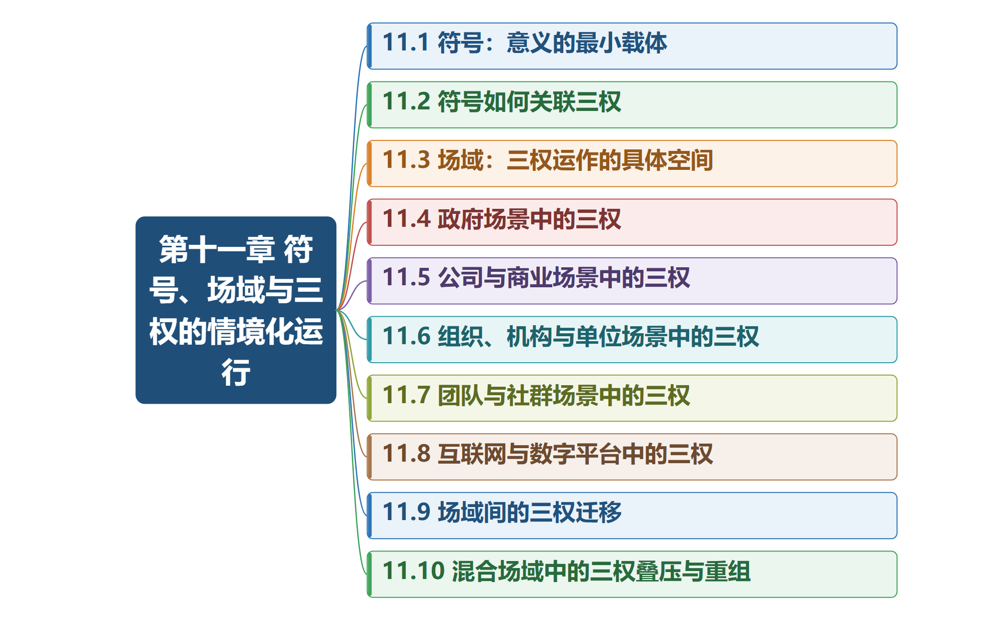 第十一章 符
号、场域与三
权的情境化运
行
11.1 符号：意义的最小载体
11.2 符号如何关联三权
11.3 场域：三权运作的具体空间
11.4 政府场景中的三权
11.5 公司与商业场景中的三权
11.6 组织、机构与单位场景中的三权
11.7 团队与社群场景中的三权
11.8 互联网与数字平台中的三权
11.9 场域间的三权迁移
11.10 混合场域中的三权叠压与重组